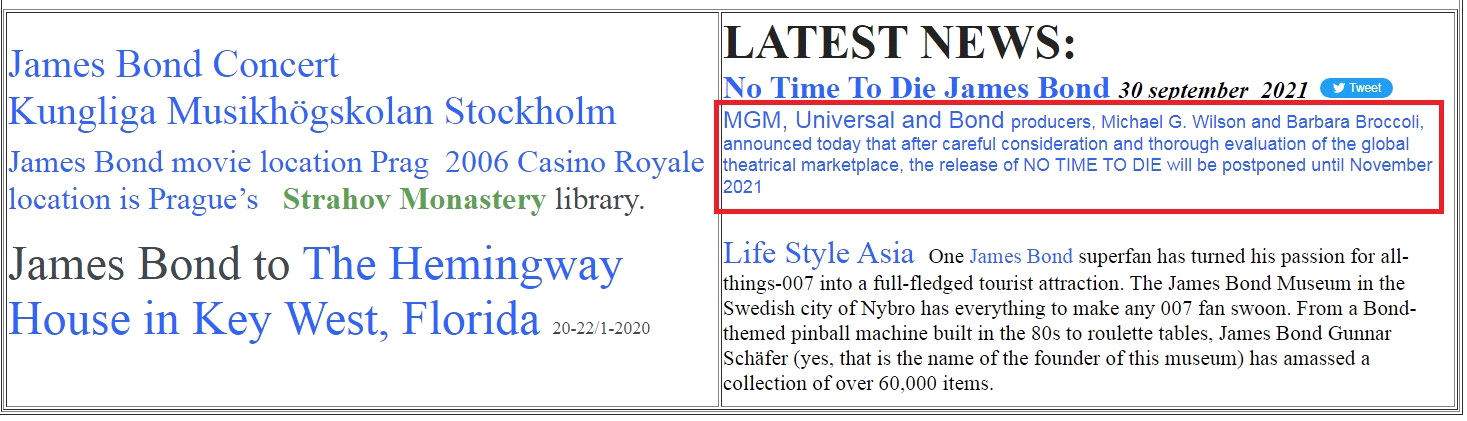 James Bond Concert
Kungliga Musikhögskolan Stockholm
James Bond movie location Prag 2006 Casino Royale
location is Prague’s Strahov Monastery library.
James Bond to The Hemingway
House in Key West, Florida 20-22/1-2020
LATEST NEWS:
No Time To Die James Bond 30 september 2021 Tweet
MGM, Universal and Bond producers, Michael G. Wilson and Barbara Broccoli,
announced today that after careful consideration and thorough evaluation of the global
theatrical marketplace, the release of NO TIME TO DIE will be postponed until November
2021
Life Style Asia One James Bond superfan has turned his passion for all-
things-007 into a full-fledged tourist attraction. The James Bond Museum in the
Swedish city of Nybro has everything to make any 007 fan swoon. From a Bond-
themed pinball machine built in the 80s to roulette tables, James Bond Gunnar
Schäfer (yes, that is the name of the founder of this museum) has amassed a
collection of over 60,000 items.